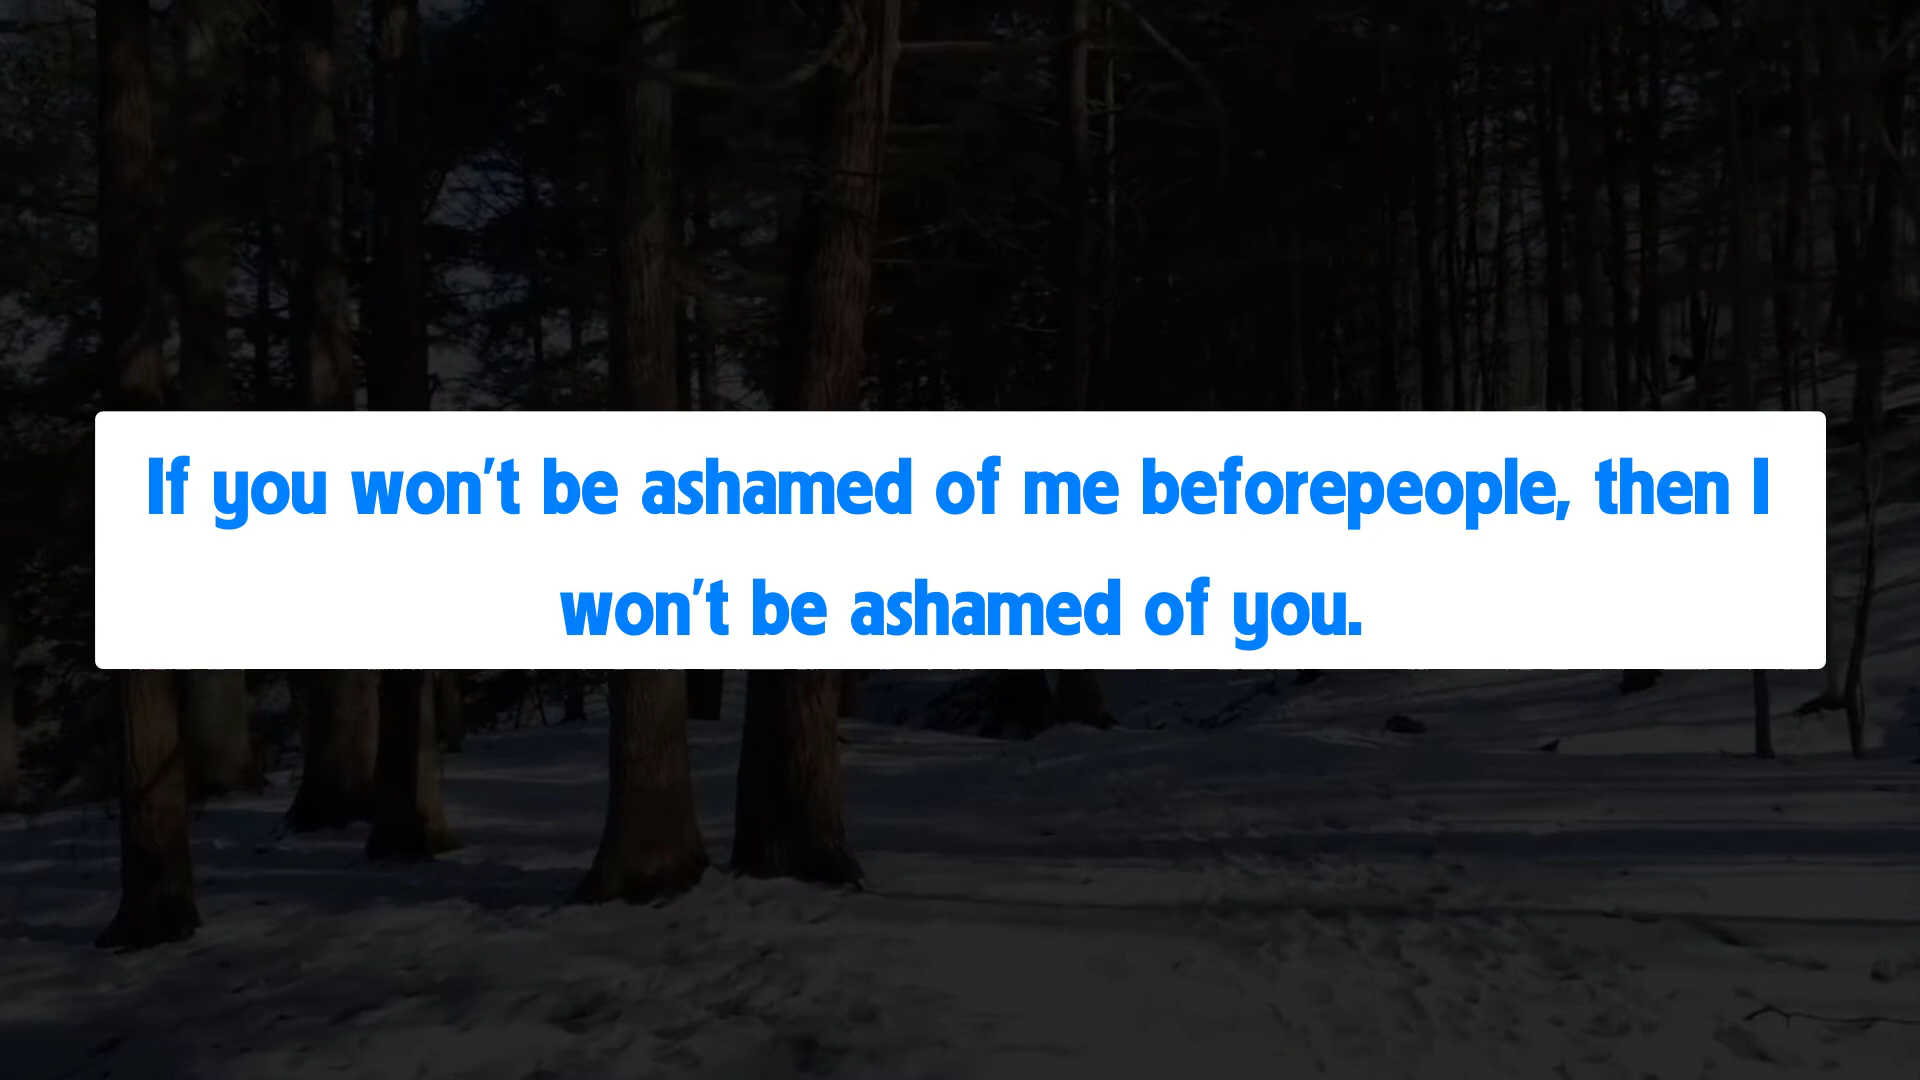 If you won't be ashamed of me beforepeople, then I
won't be ashamed of you.